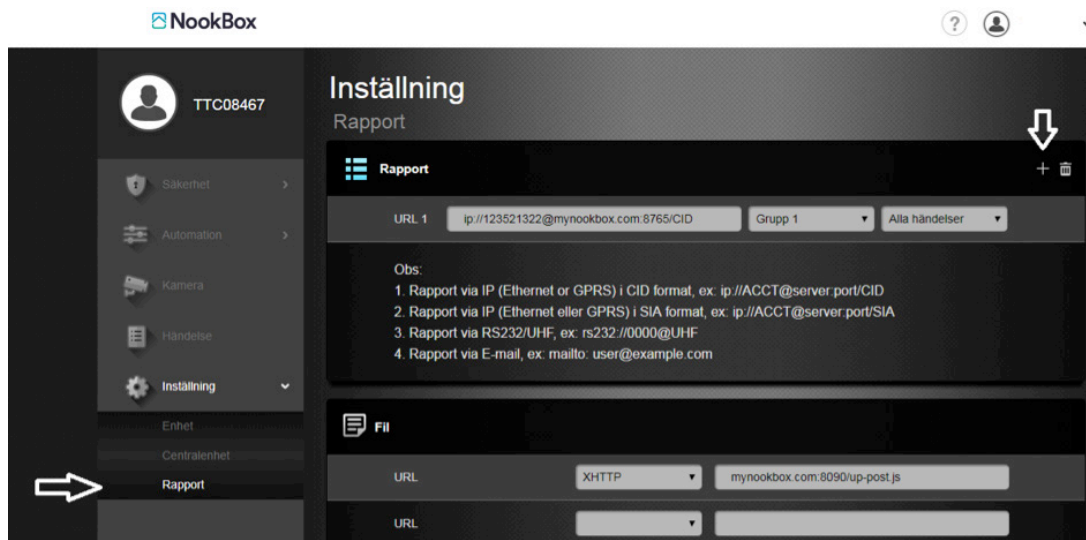 NookBox
?
TTC08467
Säkerhet
Automation
Kamera
Händelse
Inställning
Enhet
Centralenhet
Rapport
Inställning
Rapport
Rapport
URL 1 ip://123521322@mynookbox.com:8765/CID Grupp 1 Alla händelser
Obs:
1. Rapport via IP (Ethernet or GPRS) i CID format, ex: ip://ACCT@server:port/CID
2. Rapport via IP (Ethernet eller GPRS) i SIA format, ex: ip://ACCT@server:port/SIA
3. Rapport via RS232/UHF, ex: rs232://0000@UHF
4. Rapport via E-mail, ex: mailto: user@example.com
Fil
URL XHTTP mynookbox.com:8090/up-post.js
URL